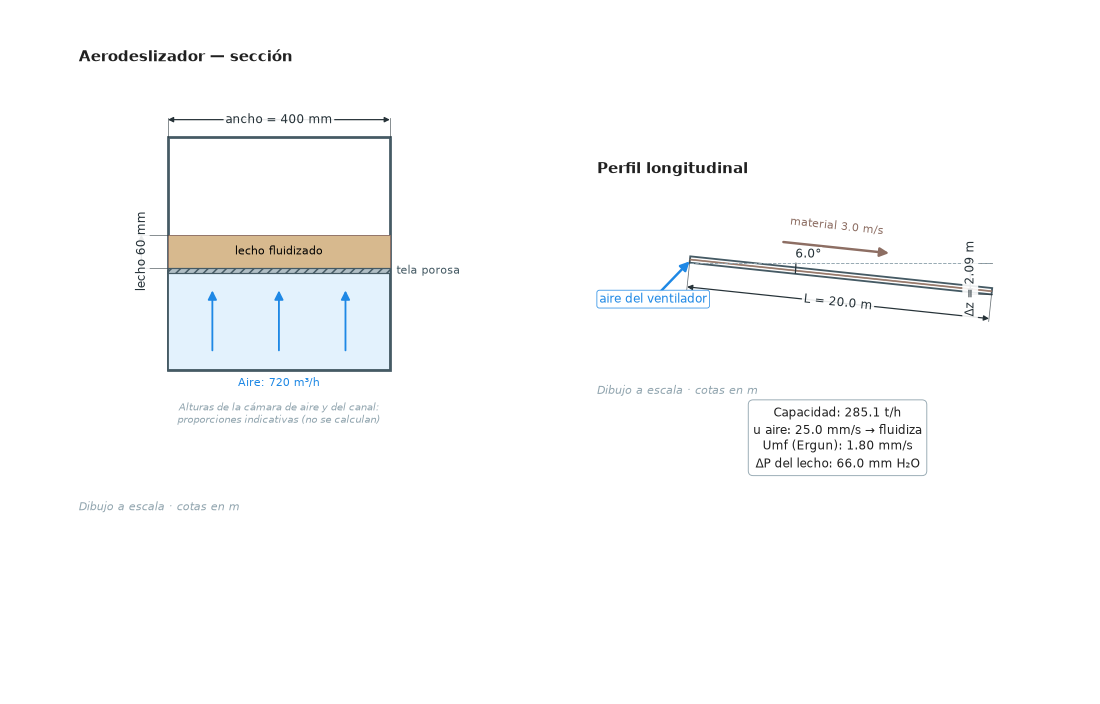 Aerodeslizador — sección
ancho = 400 mm
lecho 60 mm
lecho fluidizado
tela porosa
Aire: 720 m³/h
Alturas de la cámara de aire y del canal:
proporciones indicativas (no se calculan)
Dibujo a escala · cotas en m
Perfil longitudinal
material 3.0 m/s
6.0°
aire del ventilador
L = 20.0 m
Δz = 2.09 m
Dibujo a escala · cotas en m
Capacidad: 285.1 t/h
u aire: 25.0 mm/s → fluidiza
Umf (Ergun): 1.80 mm/s
ΔP del lecho: 66.0 mm H₂O